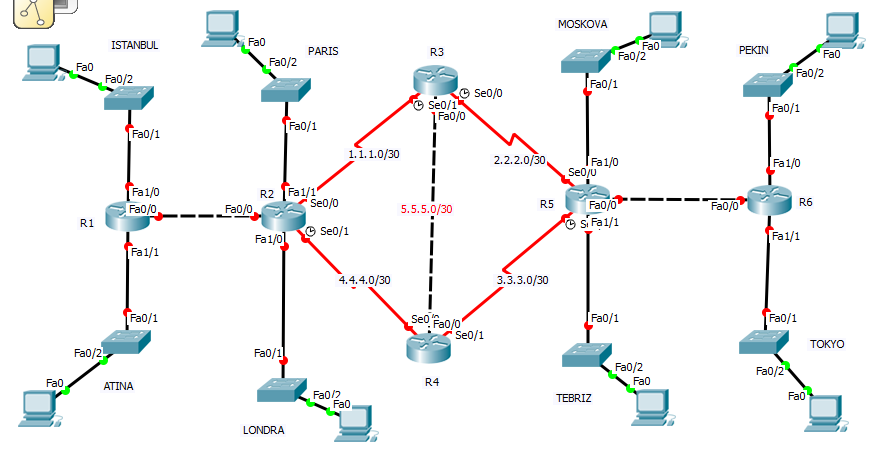 ISTANBUL
Fa0
Fa0/2
Fa0/1
Fa1/0
R1
Fa0/0
Fa1/1
Fa0/1
Fa0/2
Fa0
ATINA
PARIS
Fa0
Fa0/2
Fa0/1
Fa1/1
R2
Fa0/0
Se0/0
Fa1/0
Se0/1
Fa0/1
Fa0/2
Fa0
LONDRA
R3
Se0/0
Se0/1
Fa0/0
1.1.1.0/30
2.2.2.0/30
5.5.5.0/30
4.4.4.0/30
3.3.3.0/30
Fa0/0
Se0/1
R4
MOSKOVA
Fa0
Fa0/2
Fa0/1
Fa1/0
Se0/0
R5
Fa0/0
Fa1/1
Fa0/1
Fa0/2
Fa0
TEBRIZ
PEKIN
Fa0
Fa0/2
Fa0/1
Fa1/0
Fa0/0
R6
Fa1/1
Fa0/1
TOKYO
Fa0/2
Fa0